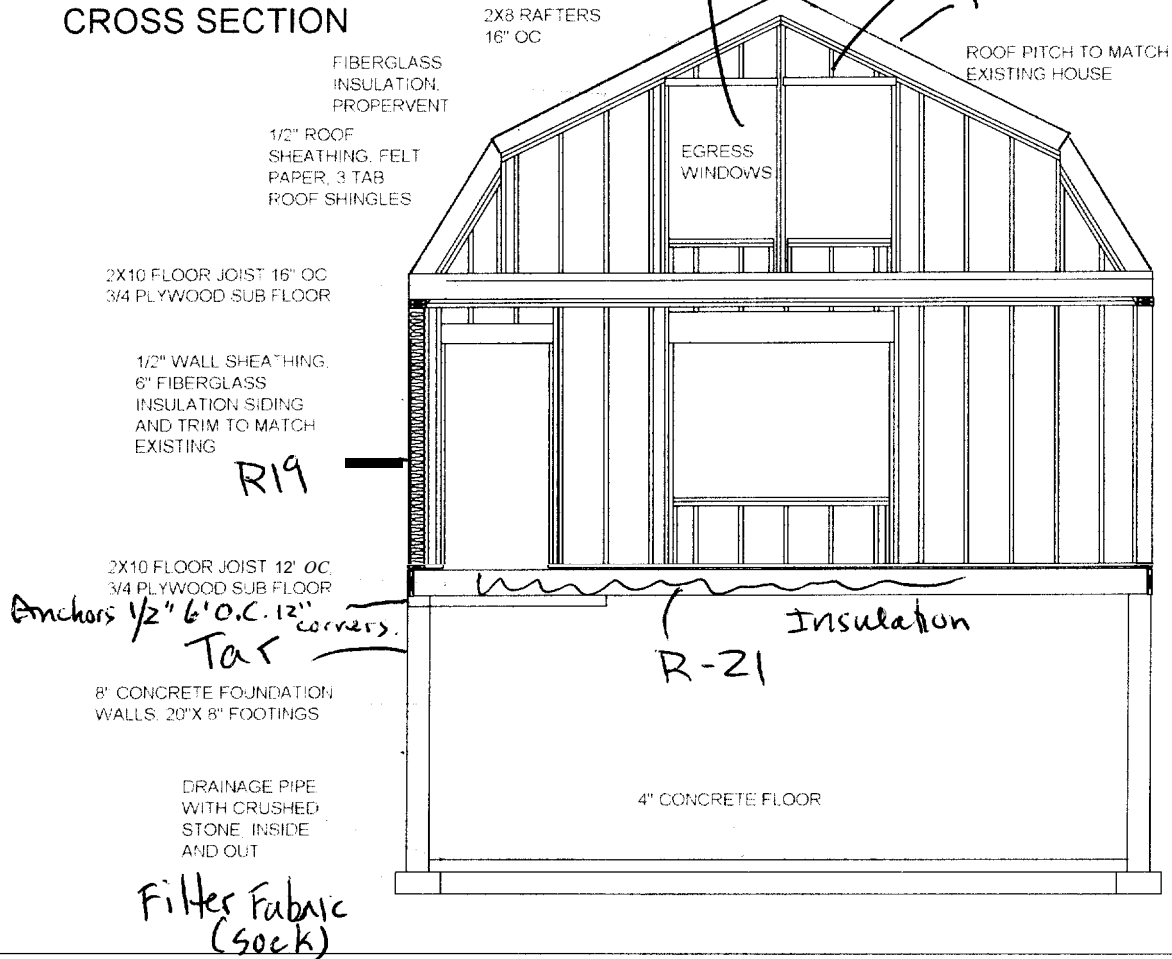 CROSS SECTION
2X8 RAFTERS
16" OC
FIBERGLASS
INSULATION,
PROPERVENT
ROOF PITCH TO MATCH
EXISTING HOUSE
1/2" ROOF
SHEATHING, FELT
PAPER, 3 TAB
ROOF SHINGLES
EGRESS
WINDOWS
2X10 FLOOR JOIST 16" OC
3/4 PLYWOOD SUB FLOOR
1/2" WALL SHEATHING,
6" FIBERGLASS
INSULATION SIDING
AND TRIM TO MATCH
EXISTING
R19
2X10 FLOOR JOIST 12' OC,
3/4 PLYWOOD SUB FLOOR
Anchors 1/2" 6' O.C. 12"
corners.
Tar
Insulation
R-21
8" CONCRETE FOUNDATION
WALLS, 20"X 8" FOOTINGS
DRAINAGE PIPE
WITH CRUSHED
STONE, INSIDE
AND OUT
4" CONCRETE FLOOR
Filter Fabric
(sock)